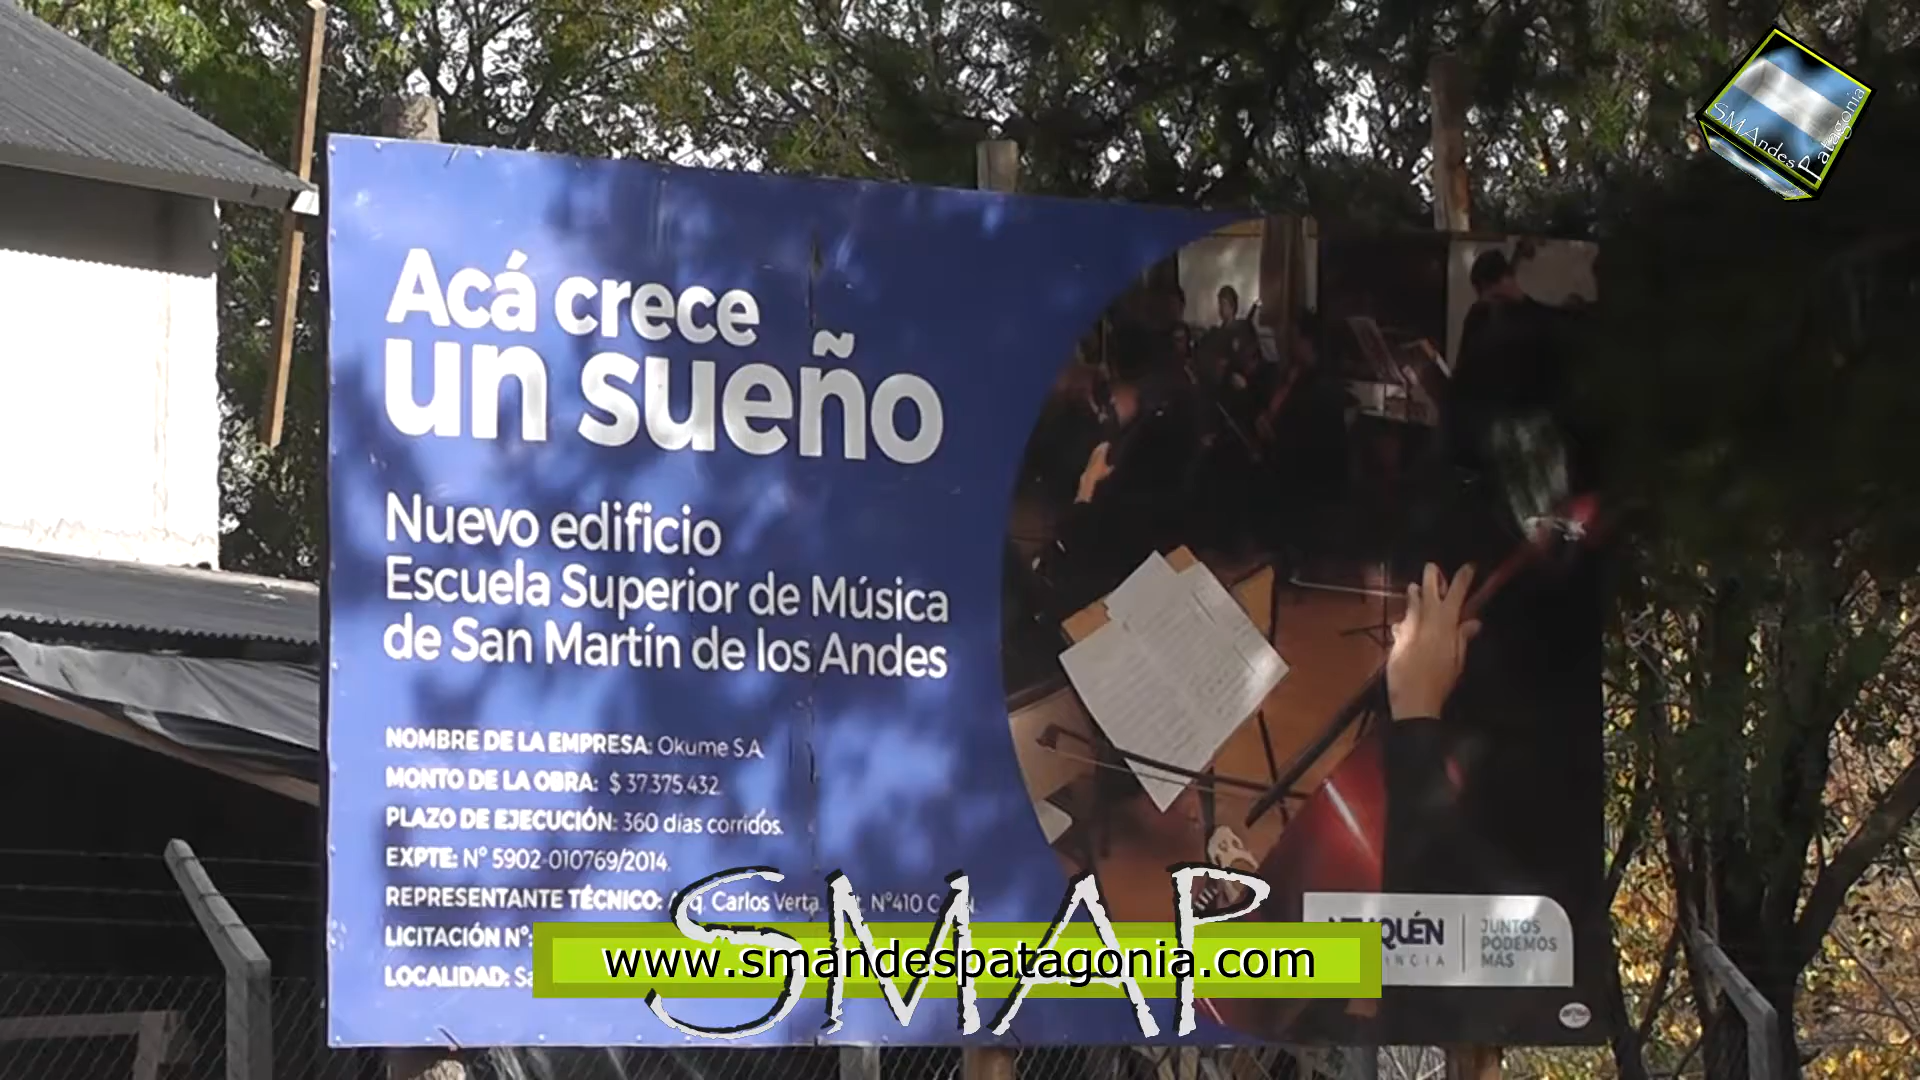 SMAndes Patagonia
Acá crece
un sueño
Nuevo edificio
Escuela Superior de Música
de San Martín de los Andes
NOMBRE DE LA EMPRESA: Okume S.A.
MONTO DE LA OBRA: $ 37.375.432.
PLAZO DE EJECUCIÓN: 360 días corridos.
EXPTE: N° 5902-010769/2014.
REPRESENTANTE TÉCNICO: Carlos Verta N°410
LICITACIÓN N°:
LOCALIDAD:
JUNTOS
PODEMOS
MÁS
SMAP
www.smandespatagonia.com